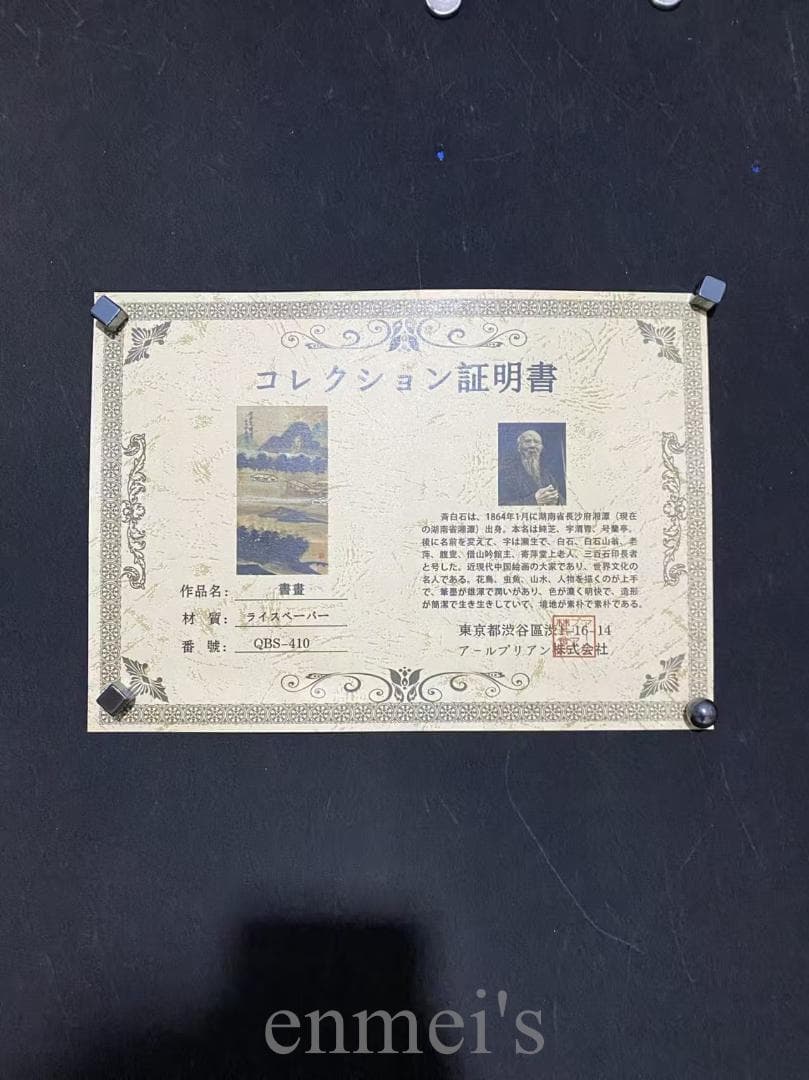 コレクション証明書
作品名: 書畫
材 質: ライスペーパー
番 號: QBS-410
斉白石は、1864年1月に湖南省長沙府湘潭（現在
の湖南省湘潭）出身。本名は純芝、字渭青、号蘭亭。
後に名前を変えて、字は瀕生で、白石、白石山翁、老
萍、餓叟、借山吟館主、寄萍堂上老人、三百石印長者
と号した。近現代中国絵画の大家であり、世界文化の
名人である。花鳥、虫魚、山水、人物を描くのが上手
で、筆墨が雄渾で潤いがあり、色が濃く明快で、造形
が簡潔で生き生きしていて、境地が素朴で素朴である。
東京都渋谷區渋1-16-14
アールブリアン株式会社
enmei's